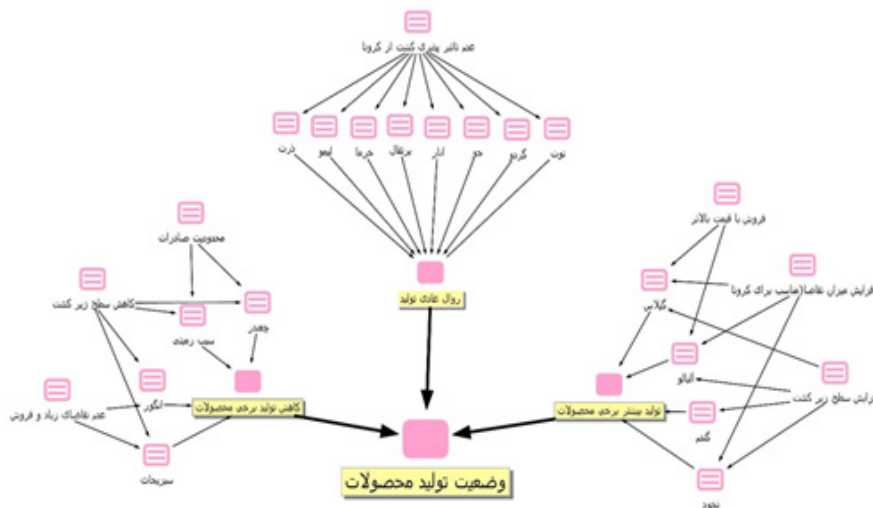 عدم تاثیر پذیری کشت از کرونا
توت
گردو
جو
انار
پرتقال
خرما
لیمو
ذرت
روال عادی تولید
فروش با قیمت بالاتر
فزایش میزان تقاضا
مناسب برای کرونا
گیلاس
آلبالو
زایش سطح زیر کشت
گندم
نخود
تولید بیشتر برخی محصولات
محدودیت صادرات
کاهش سطح زیر کشت
چغندر
سیب زمینی
انگور
عدم تقاضای زیاد و فروش
سبزیجات
کاهش تولید برخی محصولات
وضعیت تولید محصولات